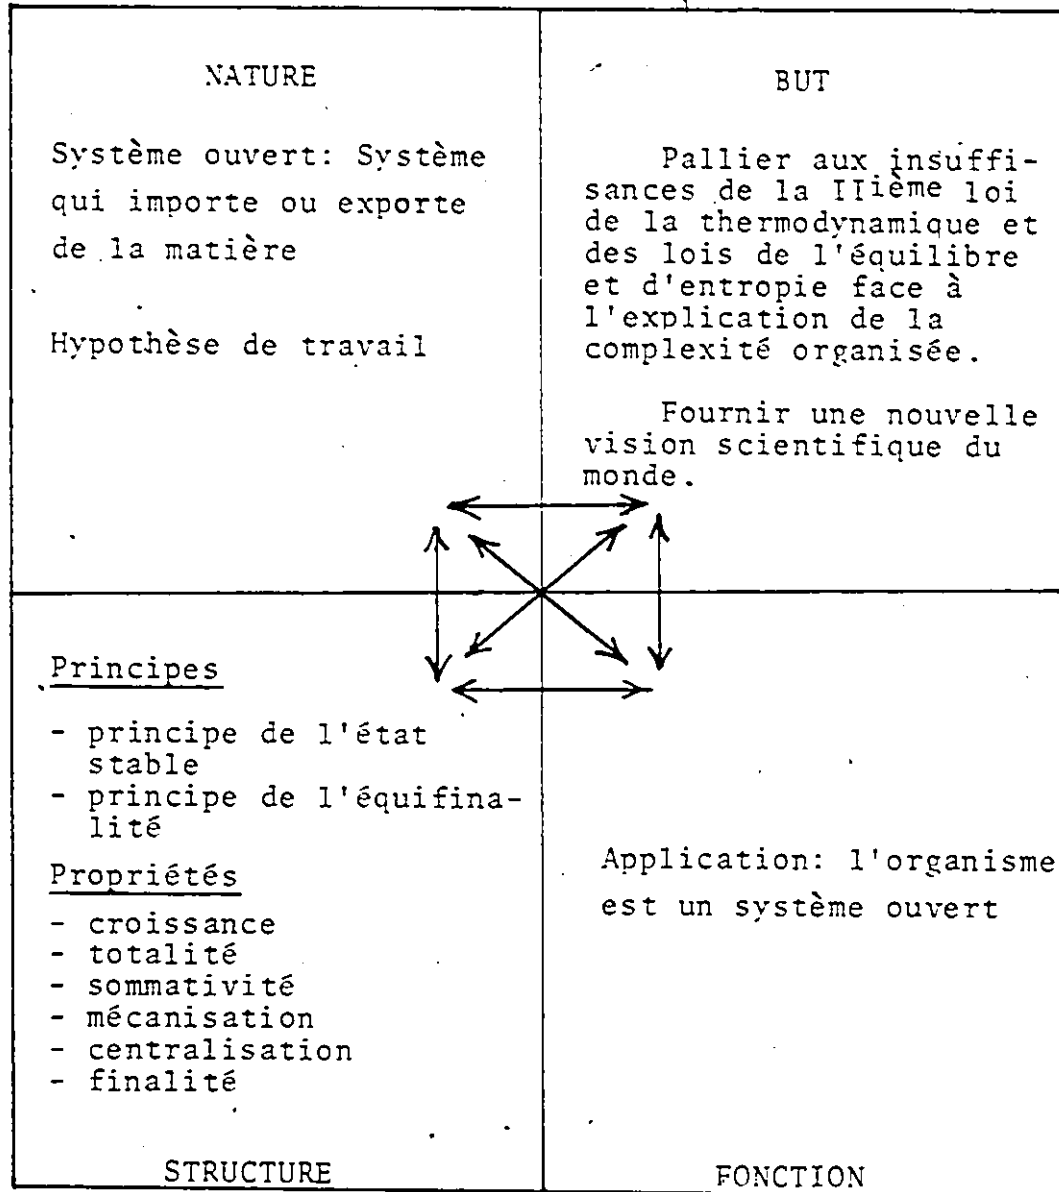 NATURE
Système ouvert: Système
qui importe ou exporte
de la matière
Hypothèse de travail
BUT
Pallier aux insuffi-
sances de la IIième loi
de la thermodynamique et
des lois de l'équilibre
et d'entropie face à
l'explication de la
complexité organisée.
Fournir une nouvelle
vision scientifique du
monde.
Principes
- principe de l'état
stable
- principe de l'équifina-
lité
Propriétés
- croissance
- totalité
- sommativité
- mécanisation
- centralisation
- finalité
STRUCTURE
Application: l'organisme
est un système ouvert
FONCTION